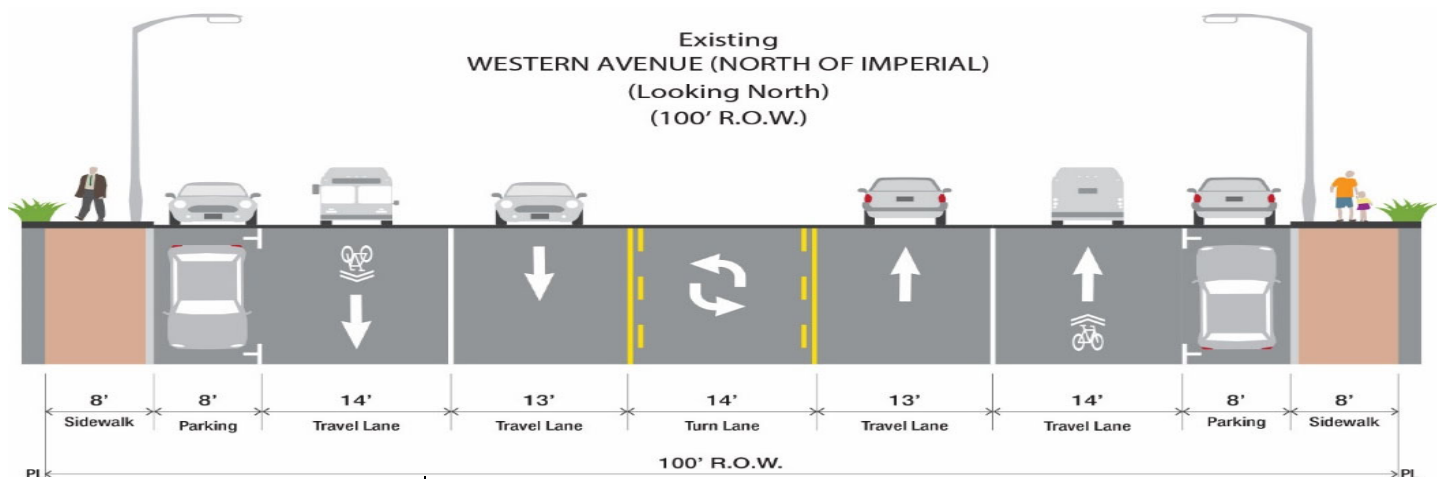 Existing
WESTERN AVENUE (NORTH OF IMPERIAL)
(Looking North)
(100' R.O.W.)
8' 8' 14' 13' 14' 13' 14' 8' 8'
Sidewalk Parking Travel Lane Travel Lane Turn Lane Travel Lane Travel Lane Parking Sidewalk
100' R.O.W.
PL PL